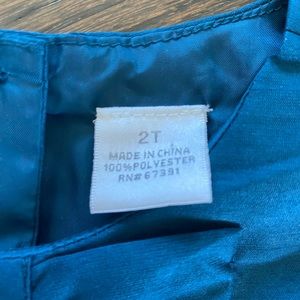 2T
MADE IN CHINA
100% POLYESTER
RN# 67391